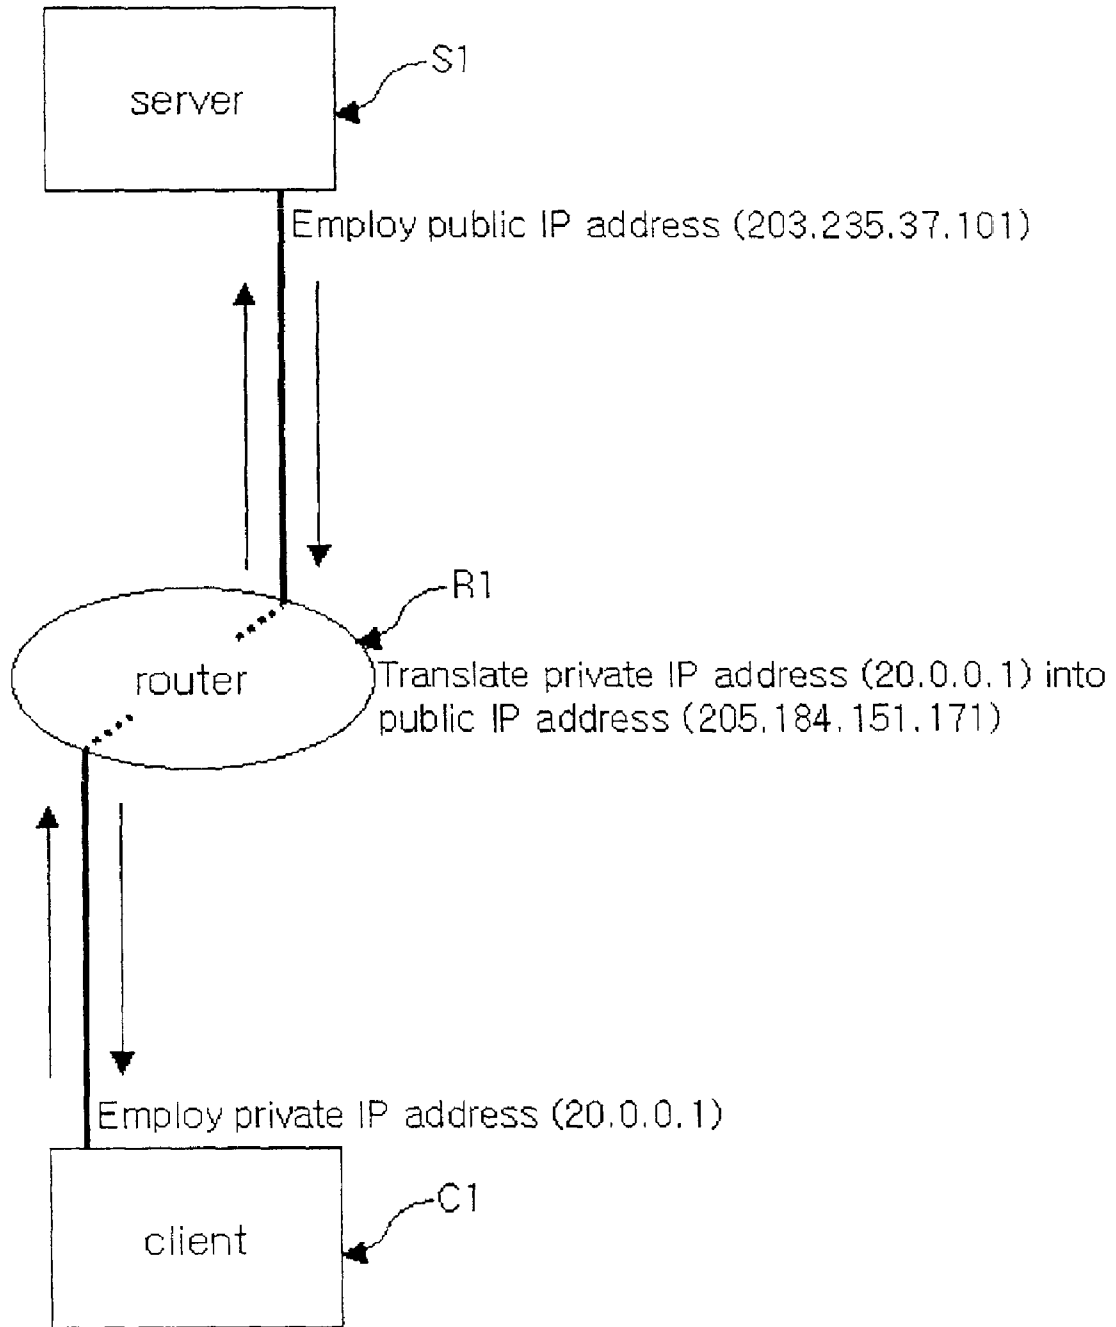 S1
server
Employ public IP address (203.235.37.101)
R1
router
Translate private IP address (20.0.0.1) into
public IP address (205.184.151.171)
Employ private IP address (20.0.0.1)
C1
client